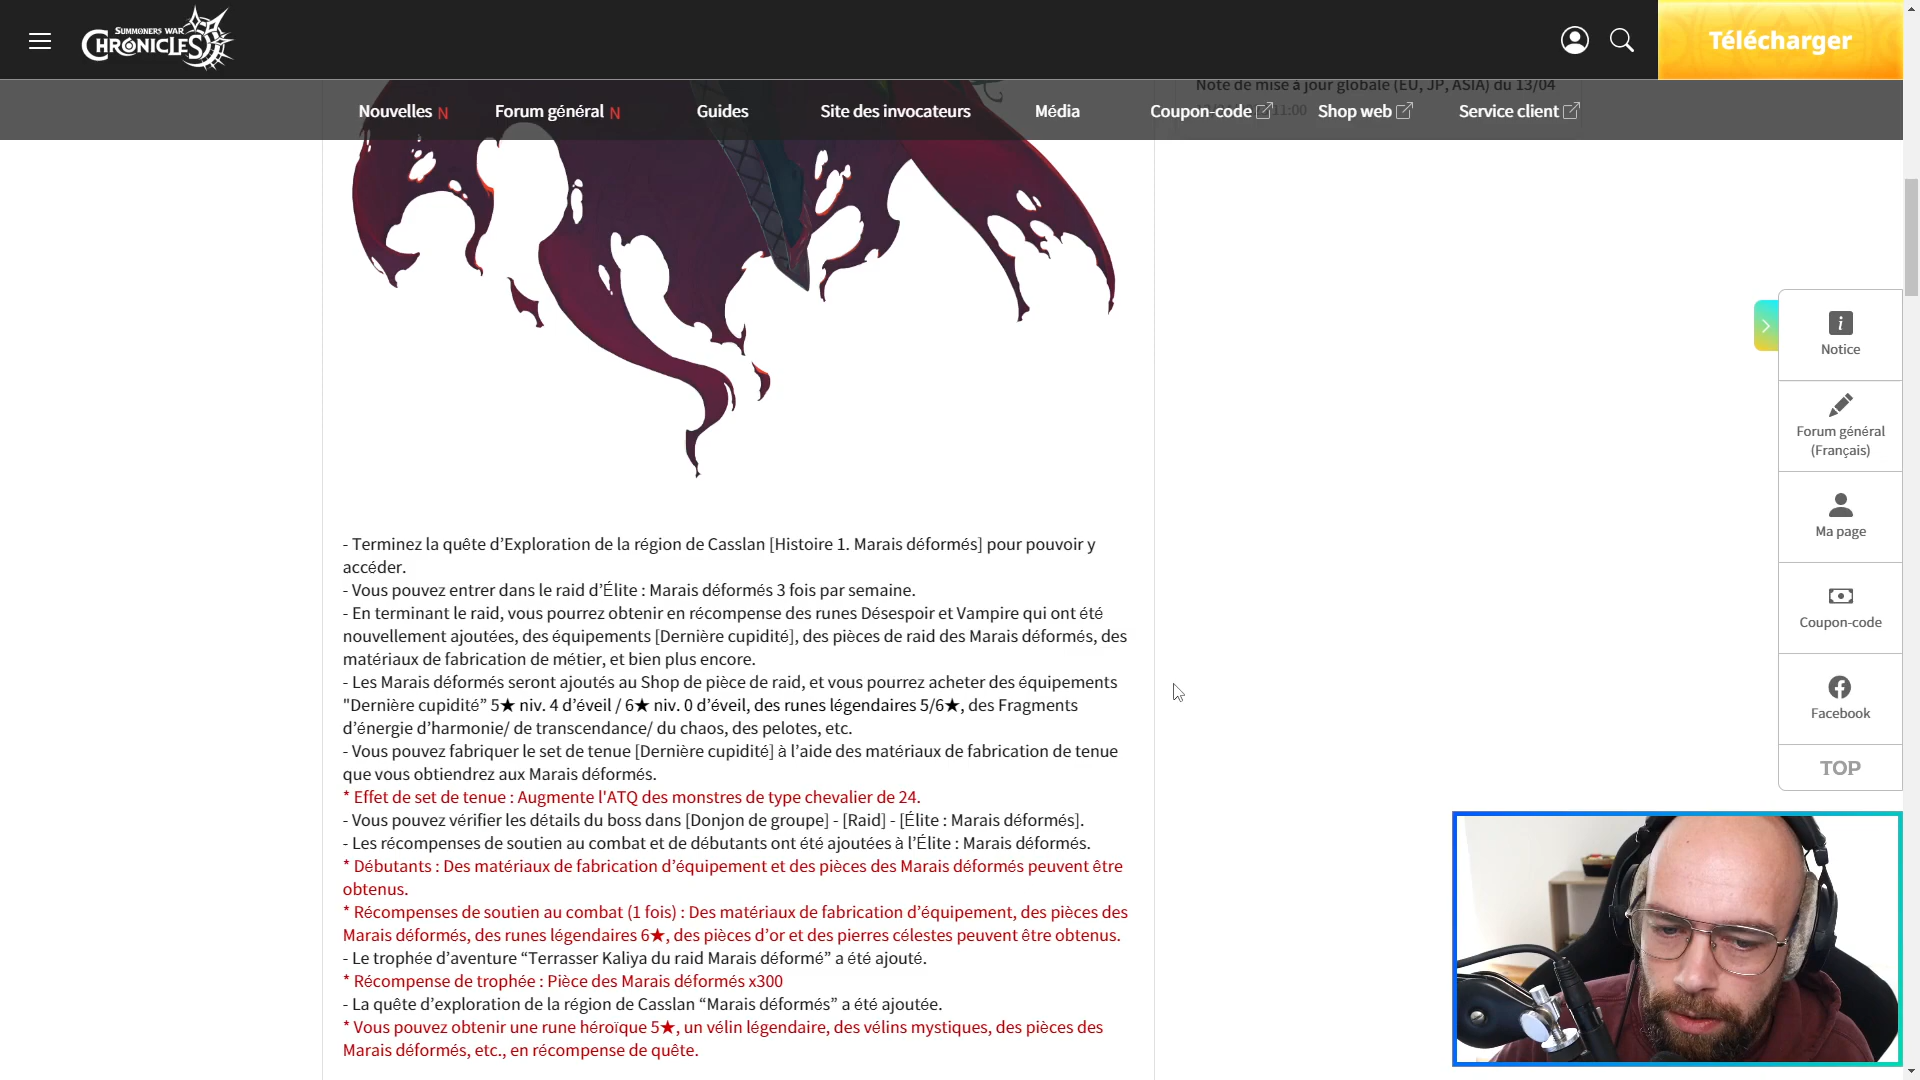 SUMMONERS WAR
CHRONICLES
Télécharger
Note de mise à jour globale (EU, JP, ASIA) du 13/04
Nouvelles N
Forum général N
Guides
Site des invocateurs
Média
Coupon-code
11:00
Shop web
Service client
- Terminez la quête d’Exploration de la région de Casslan [Histoire 1. Marais déformés] pour pouvoir y
accéder.
- Vous pouvez entrer dans le raid d’Élite : Marais déformés 3 fois par semaine.
- En terminant le raid, vous pourrez obtenir en récompense des runes Désespoir et Vampire qui ont été
nouvellement ajoutées, des équipements [Dernière cupidité], des pièces de raid des Marais déformés, des
matériaux de fabrication de métier, et bien plus encore.
- Les Marais déformés seront ajoutés au Shop de pièce de raid, et vous pourrez acheter des équipements
"Dernière cupidité” 5★ niv. 4 d’éveil / 6★ niv. 0 d’éveil, des runes légendaires 5/6★, des Fragments
d’énergie d’harmonie/ de transcendance/ du chaos, des pelotes, etc.
- Vous pouvez fabriquer le set de tenue [Dernière cupidité] à l’aide des matériaux de fabrication de tenue
que vous obtiendrez aux Marais déformés.
* Effet de set de tenue : Augmente l'ATQ des monstres de type chevalier de 24.
- Vous pouvez vérifier les détails du boss dans [Donjon de groupe] - [Raid] - [Élite : Marais déformés].
- Les récompenses de soutien au combat et de débutants ont été ajoutées à l’Élite : Marais déformés.
* Débutants : Des matériaux de fabrication d’équipement et des pièces des Marais déformés peuvent être
obtenus.
* Récompenses de soutien au combat (1 fois) : Des matériaux de fabrication d’équipement, des pièces des
Marais déformés, des runes légendaires 6★, des pièces d’or et des pierres célestes peuvent être obtenus.
- Le trophée d’aventure “Terrasser Kaliya du raid Marais déformé” a été ajouté.
* Récompense de trophée : Pièce des Marais déformés x300
- La quête d’exploration de la région de Casslan “Marais déformés” a été ajoutée.
* Vous pouvez obtenir une rune héroïque 5★, un vélin légendaire, des vélins mystiques, des pièces des
Marais déformés, etc., en récompense de quête.
Notice
Forum général
(Français)
Ma page
Coupon-code
Facebook
TOP